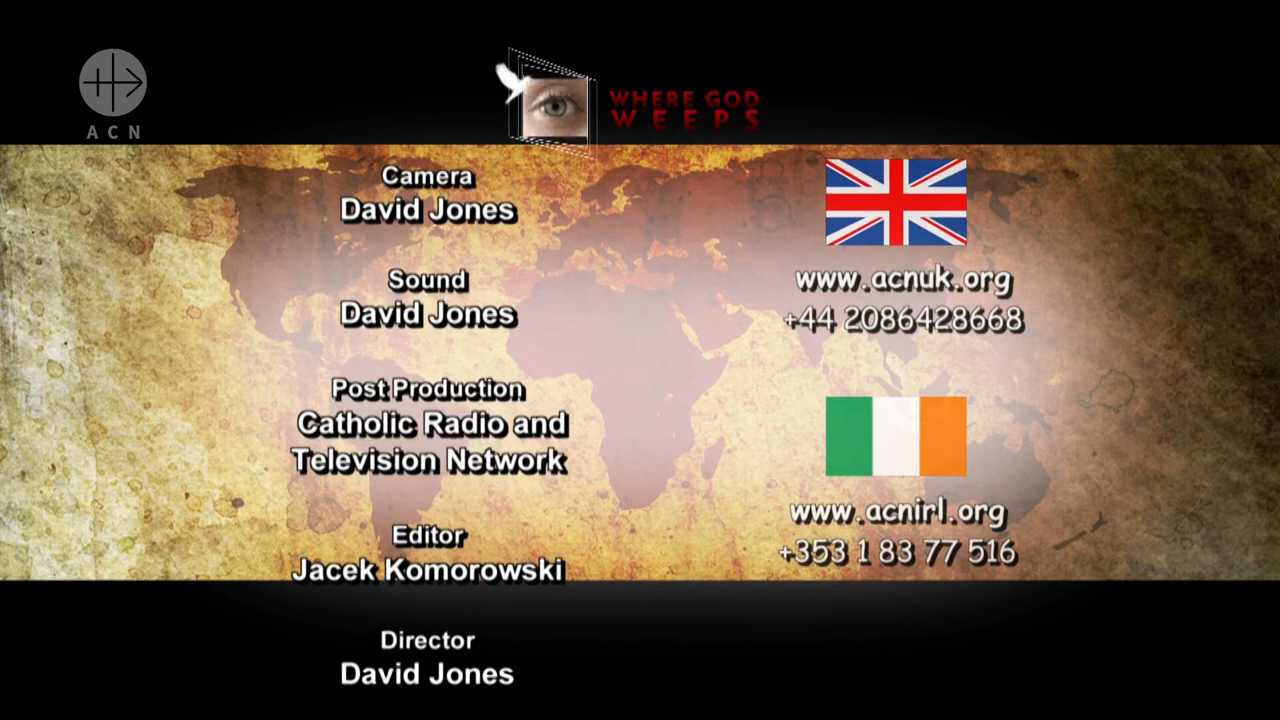 ACN
WHERE GOD
WEEPS
Camera
David Jones
Sound
David Jones
Post Production
Catholic Radio and
Television Network
Editor
Jacek Komorowski
Director
David Jones
www.acnuk.org
+44 2086428668
www.acnirl.org
+353 1 83 77 516